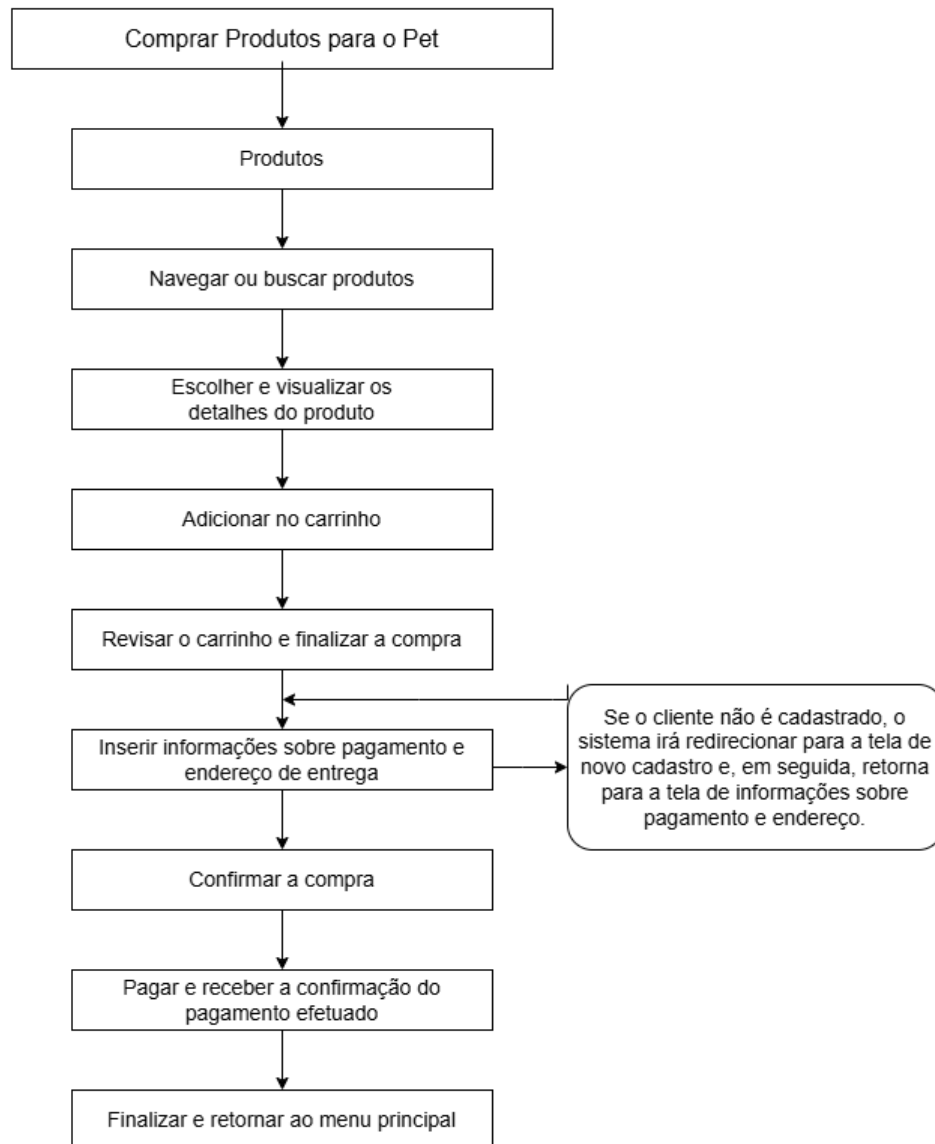 Comprar Produtos para o Pet
Produtos
Navegar ou buscar produtos
Escolher e visualizar os
detalhes do produto
Adicionar no carrinho
Revisar o carrinho e finalizar a compra
Inserir informações sobre pagamento e
endereço de entrega
Se o cliente não é cadastrado, o
sistema irá redirecionar para a tela de
novo cadastro e, em seguida, retorna
para a tela de informações sobre
pagamento e endereço.
Confirmar a compra
Pagar e receber a confirmação do
pagamento efetuado
Finalizar e retornar ao menu principal